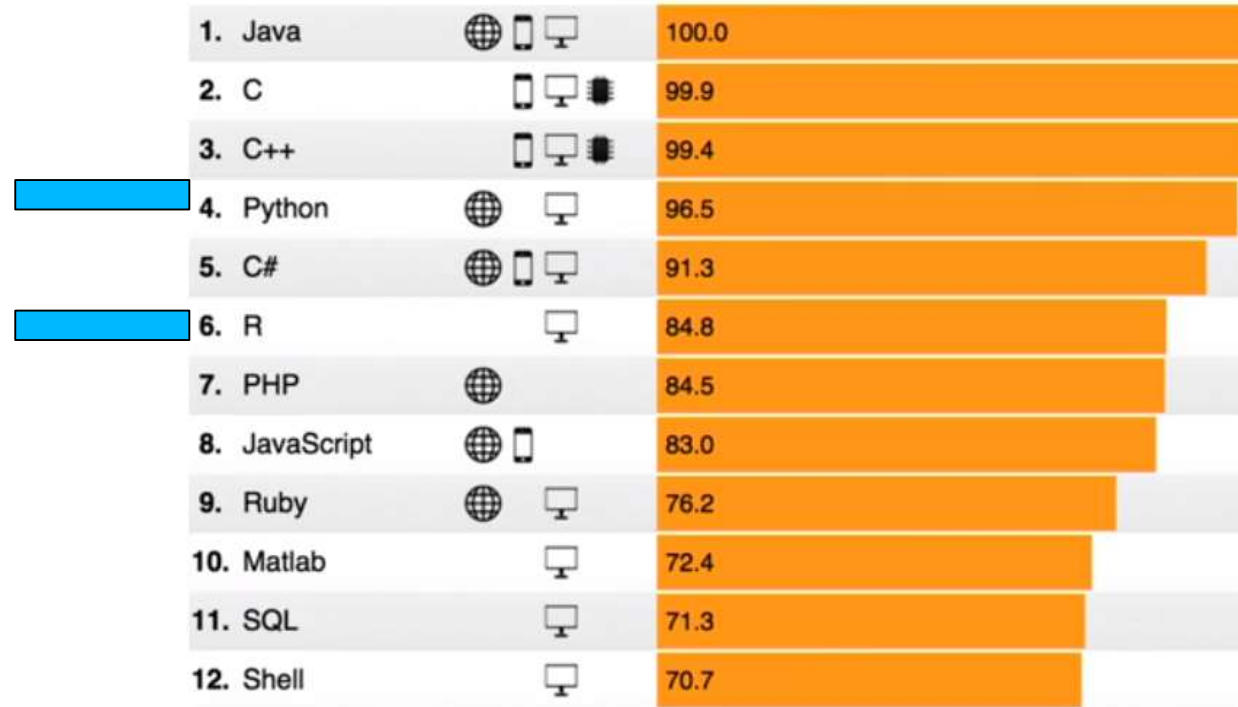 1. Java 100.0
2. C 99.9
3. C++ 99.4
4. Python 96.5
5. C# 91.3
6. R 84.8
7. PHP 84.5
8. JavaScript 83.0
9. Ruby 76.2
10. Matlab 72.4
11. SQL 71.3
12. Shell 70.7